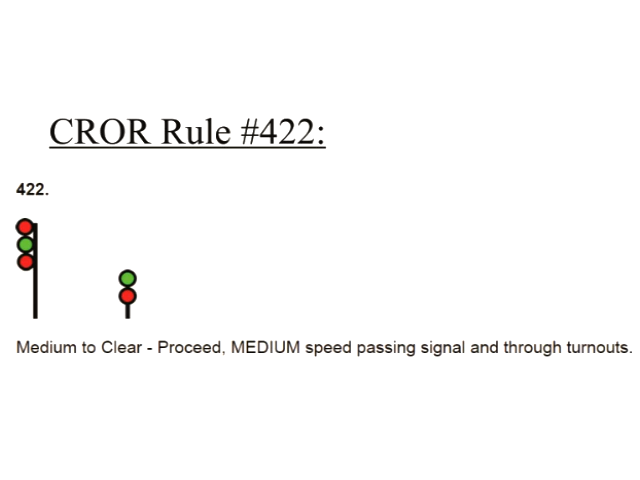 CROR Rule #422:
422.
Medium to Clear - Proceed, MEDIUM speed passing signal and through turnouts.